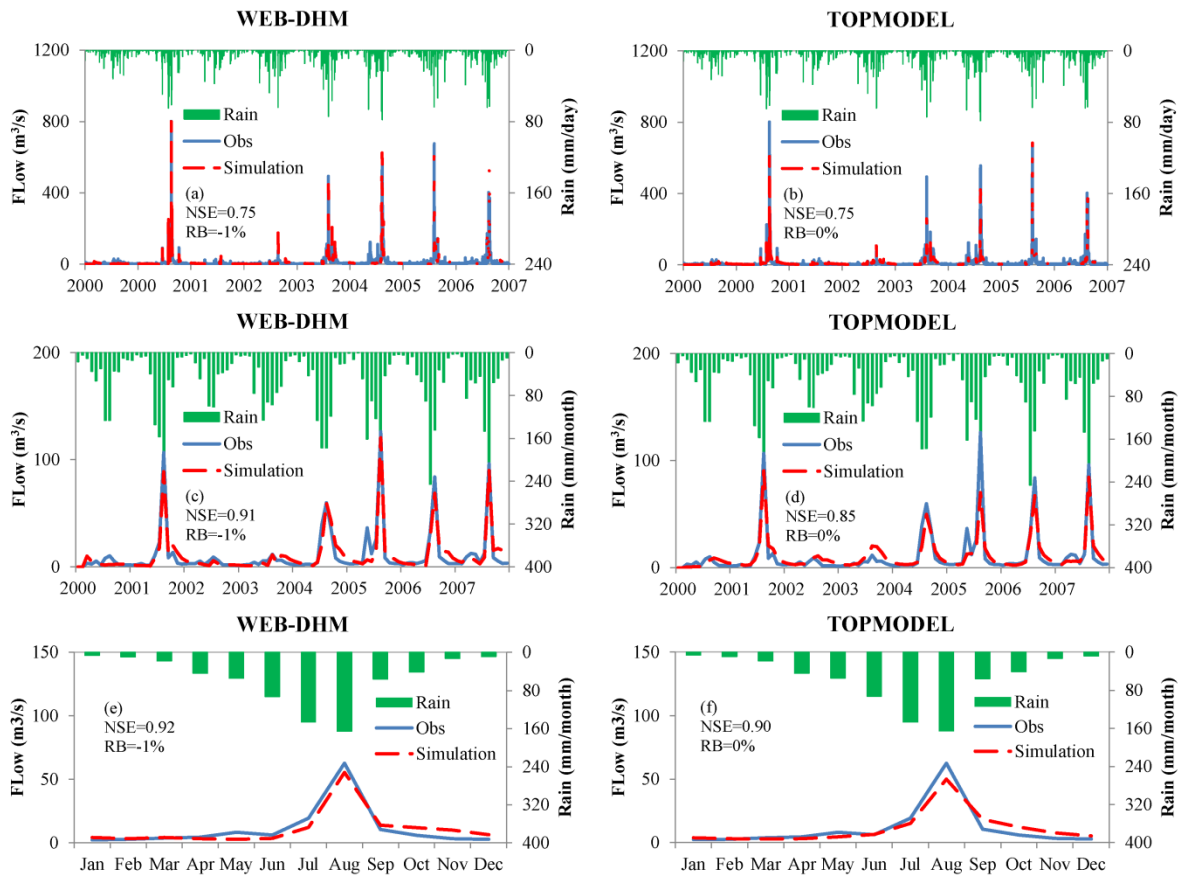 WEB-DHM
TOPMODEL
1200
800
400
0
FLow (m³/s)
0
80
160
240
Rain (mm/day)
Rain
Obs
Simulation
(a)
NSE=0.75
RB=-1%
2000 2000 2001 2002 2003 2004 2005 2006 2007
1200
800
400
0
FLow (m³/s)
0
80
160
240
Rain (mm/day)
Rain
Obs
Simulation
(b)
NSE=0.75
RB=0%
2000 2000 2001 2002 2003 2004 2005 2006 2007
WEB-DHM
TOPMODEL
200
100
0
FLow (m³/s)
0
80
160
240
320
400
Rain (mm/month)
Rain
Obs
Simulation
(c)
NSE=0.91
RB=-1%
2000 2001 2002 2003 2004 2005 2006 2007
200
100
0
FLow (m³/s)
0
80
160
240
320
400
Rain (mm/month)
Rain
Obs
Simulation
(d)
NSE=0.85
RB=0%
2000 2001 2002 2003 2004 2005 2006 2007
WEB-DHM
TOPMODEL
150
100
50
0
FLow (m3/s)
0
80
160
240
320
400
Rain (mm/month)
(e)
NSE=0.92
RB=-1%
Rain
Obs
Simulation
Jan Feb Mar Apr May Jun Jul Aug Sep Oct Nov Dec
150
100
50
0
FLow (m3/s)
0
80
160
240
320
400
Rain (mm/month)
(f)
NSE=0.90
RB=0%
Rain
Obs
Simulation
Jan Feb Mar Apr May Jun Jul Aug Sep Oct Nov Dec